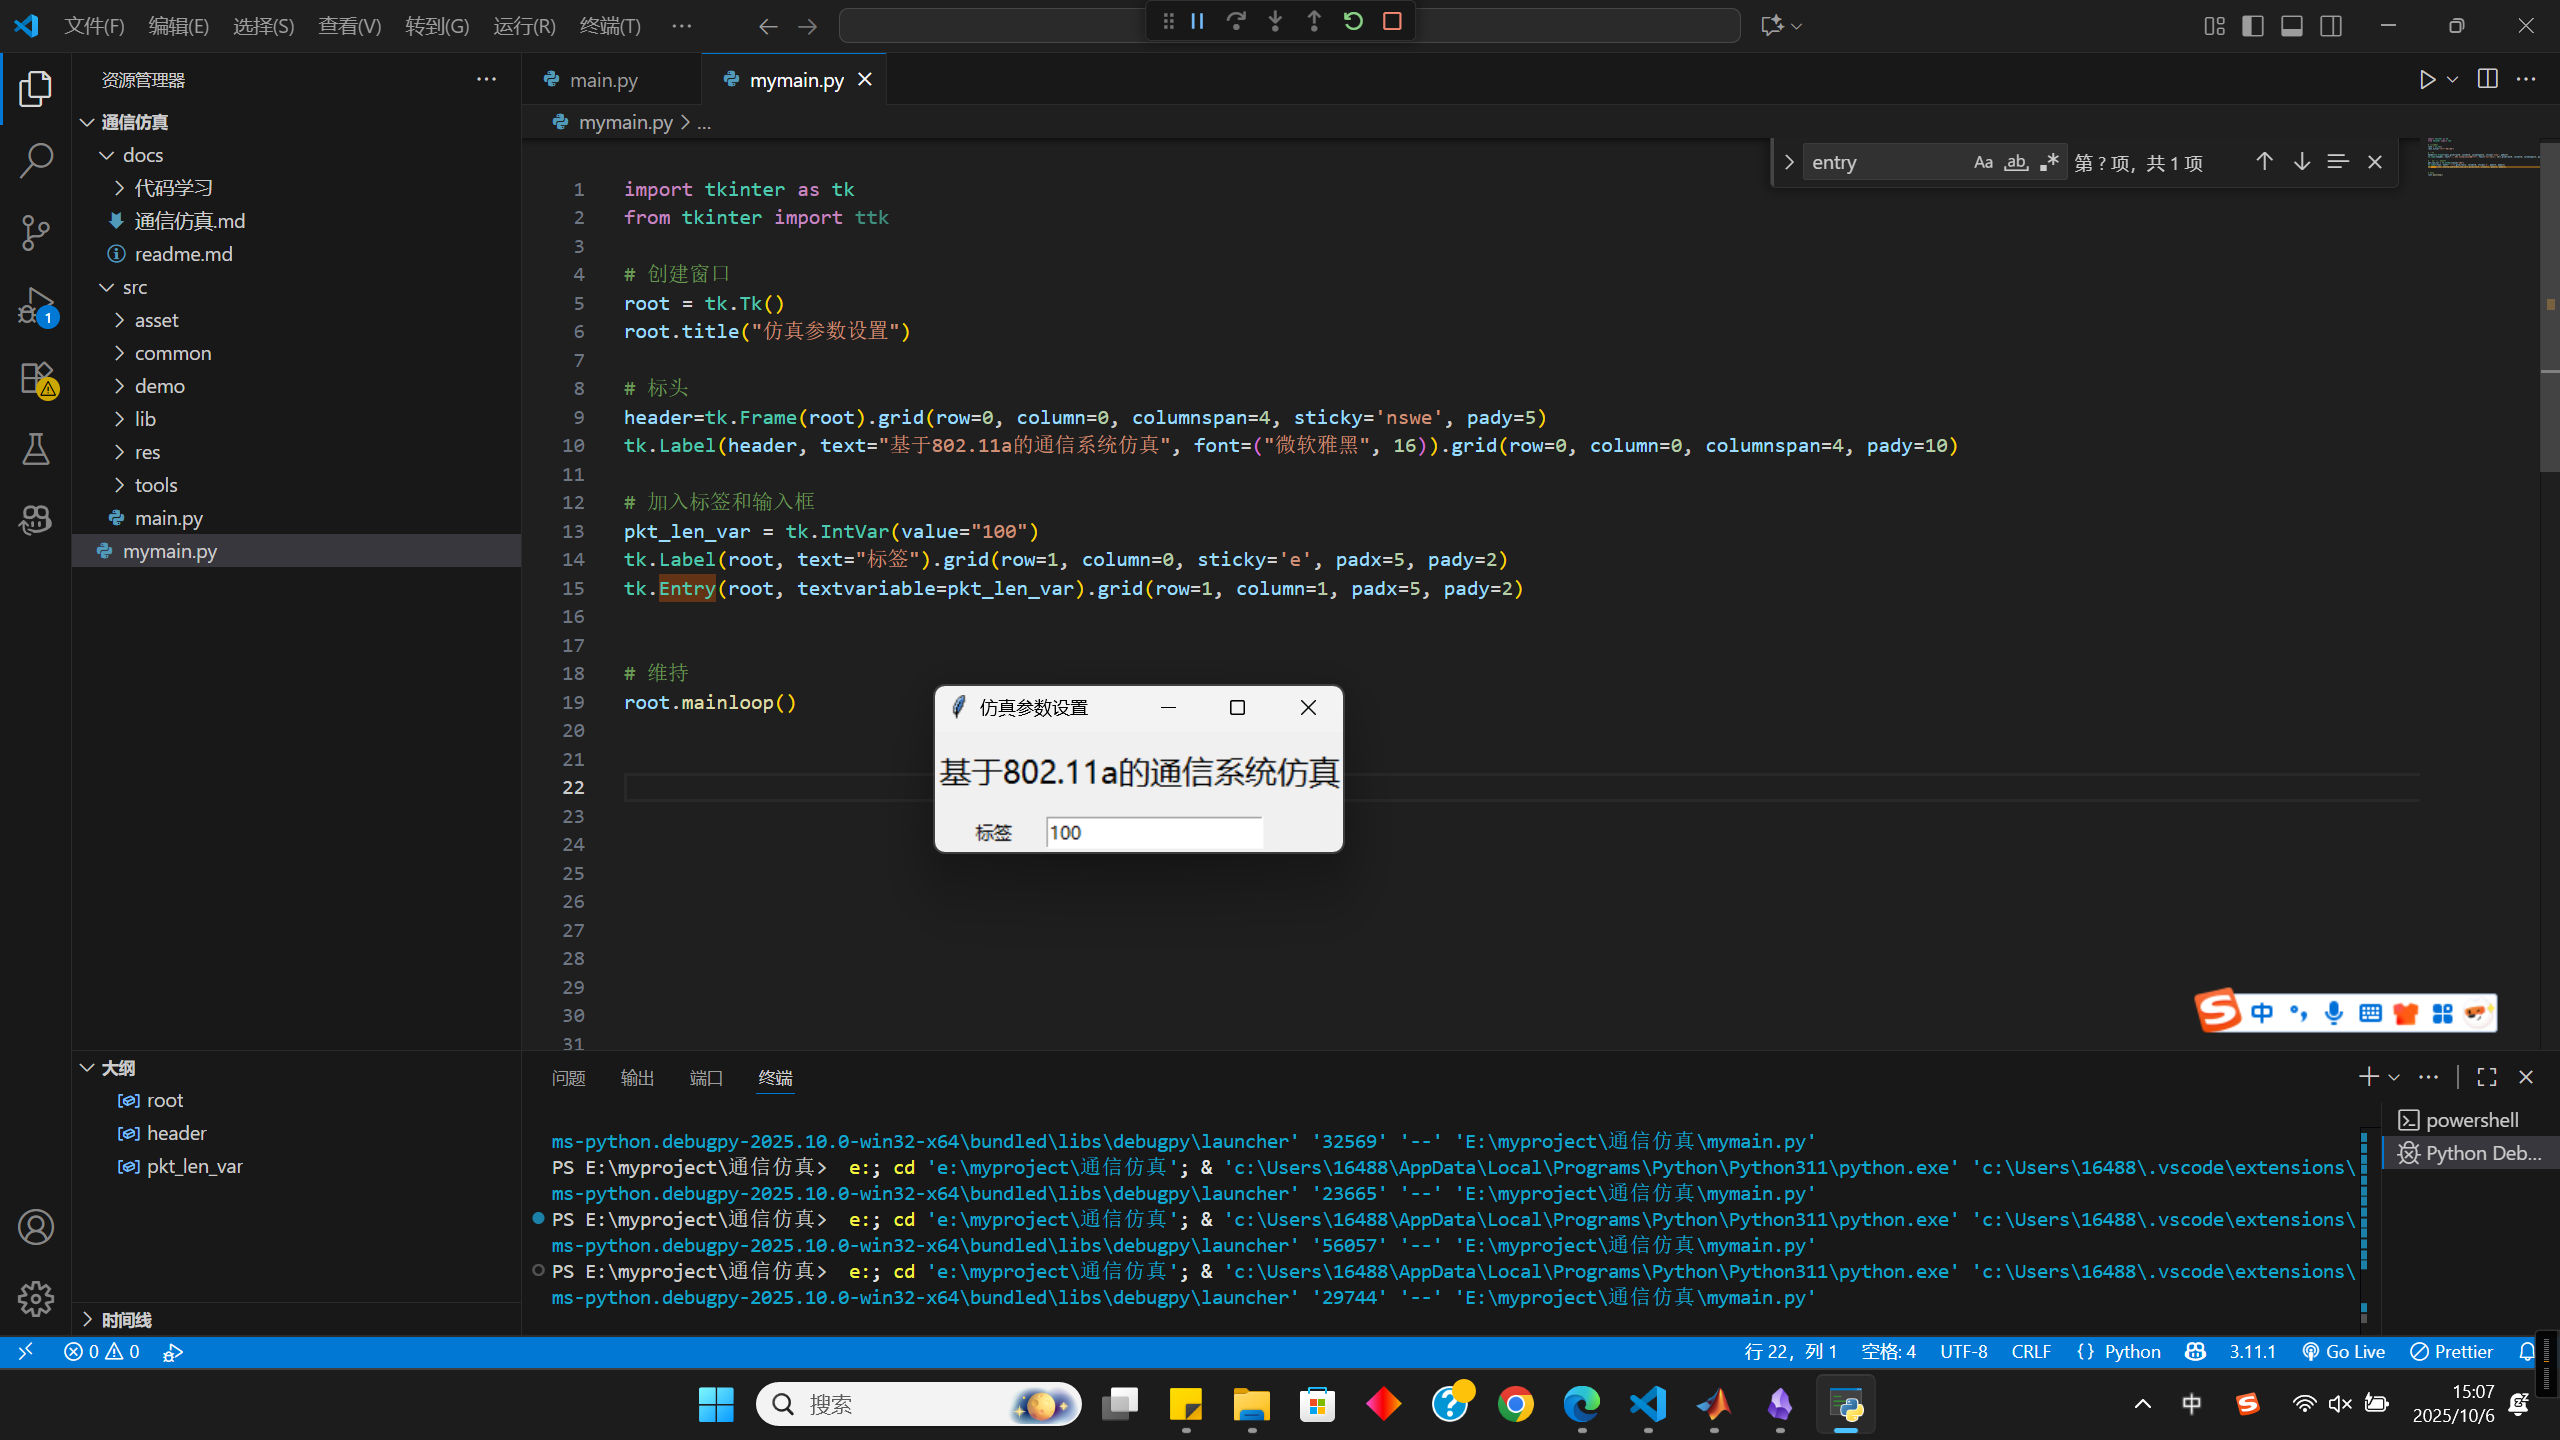 文件(F) 编辑(E) 选择(S) 查看(V) 转到(G) 运行(R) 终端(T) ···
资源管理器
通信仿真
docs
代码学习
通信仿真.md
readme.md
src
asset
common
demo
lib
res
tools
main.py
mymain.py
1
大纲
root
header
pkt_len_var
时间线
main.py mymain.py
mymain.py > ...
entry Aa ab 第 ? 项，共 1 项
1 import tkinter as tk
2 from tkinter import ttk
3
4 # 创建窗口
5 root = tk.Tk()
6 root.title("仿真参数设置")
7
8 # 标头
9 header=tk.Frame(root).grid(row=0, column=0, columnspan=4, sticky='nswe', pady=5)
10 tk.Label(header, text="基于802.11a的通信系统仿真", font=("微软雅黑", 16)).grid(row=0, column=0, columnspan=4, pady=10)
11
12 # 加入标签和输入框
13 pkt_len_var = tk.IntVar(value="100")
14 tk.Label(root, text="标签").grid(row=1, column=0, sticky='e', padx=5, pady=2)
15 tk.Entry(root, textvariable=pkt_len_var).grid(row=1, column=1, padx=5, pady=2)
16
17
18 # 维持
19 root.mainloop()
20
21
22
23
24
25
26
27
28
29
30
31
仿真参数设置
基于802.11a的通信系统仿真
标签 100
中
问题 输出 端口 终端
powershell
Python Deb...
ms-python.debugpy-2025.10.0-win32-x64\bundled\libs\debugpy\launcher' '32569' '--' 'E:\myproject\通信仿真\mymain.py'
PS E:\myproject\通信仿真>  e:; cd 'e:\myproject\通信仿真'; & 'c:\Users\16488\AppData\Local\Programs\Python\Python311\python.exe' 'c:\Users\16488\.vscode\extensions\
ms-python.debugpy-2025.10.0-win32-x64\bundled\libs\debugpy\launcher' '23665' '--' 'E:\myproject\通信仿真\mymain.py'
PS E:\myproject\通信仿真>  e:; cd 'e:\myproject\通信仿真'; & 'c:\Users\16488\AppData\Local\Programs\Python\Python311\python.exe' 'c:\Users\16488\.vscode\extensions\
ms-python.debugpy-2025.10.0-win32-x64\bundled\libs\debugpy\launcher' '56057' '--' 'E:\myproject\通信仿真\mymain.py'
PS E:\myproject\通信仿真>  e:; cd 'e:\myproject\通信仿真'; & 'c:\Users\16488\AppData\Local\Programs\Python\Python311\python.exe' 'c:\Users\16488\.vscode\extensions\
ms-python.debugpy-2025.10.0-win32-x64\bundled\libs\debugpy\launcher' '29744' '--' 'E:\myproject\通信仿真\mymain.py'
0 0 行 22，列 1 空格: 4 UTF-8 CRLF {} Python 3.11.1 Go Live Prettier
搜索 中 15:07
2025/10/6